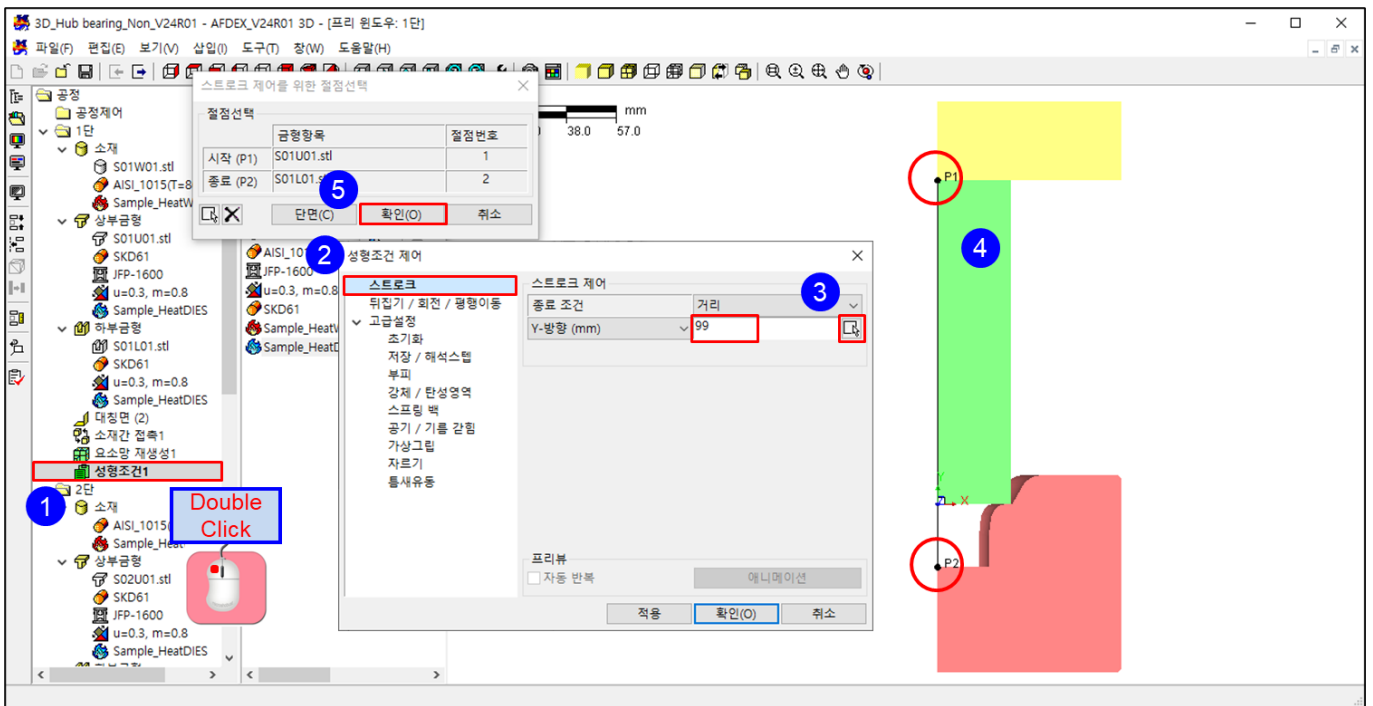 3D_Hub bearing_Non_V24R01 - AFDEX_V24R01 3D - [프리 윈도우: 1단]
파일(F) 편집(E) 보기(V) 삽입(I) 도구(T) 창(W) 도움말(H)
스트로크 제어를 위한 절점선택
절점선택
금형항목 절점번호
시작 (P1) S01U01.stl 1
종료 (P2) S01L01.s 2
5
단면(C) 확인(O) 취소
mm
38.0 57.0
공정
공정제어
1단
소재
S01W01.stl
AISI_1015(T=8
Sample_HeatW
상부금형
S01U01.stl
SKD61
JFP-1600
u=0.3, m=0.8
Sample_HeatDIES
하부금형
S01L01.stl
SKD61
u=0.3, m=0.8
Sample_HeatDIES
대칭면 (2)
소재간 접촉1
요소망 재생성1
성형조건1
2단
소재
AISI_1015(
Sample_Heat
상부금형
S02U01.stl
SKD61
JFP-1600
u=0.3, m=0.8
Sample_HeatDIES
1
Double
Click
AISI_10
JFP-1600
u=0.3, m=0.8
SKD61
Sample_HeatW
Sample_HeatD
2
성형조건 제어
스트로크
뒤집기 / 회전 / 평행이동
고급설정
초기화
저장 / 해석스텝
부피
강제 / 탄성영역
스프링 백
공기 / 기름 갇힘
가상그립
자르기
틈새유동
스트로크 제어
3
종료 조건 거리
Y-방향 (mm) 99
프리뷰
자동 반복 애니메이션
적용 확인(O) 취소
P1
4
Y
Z X
P2